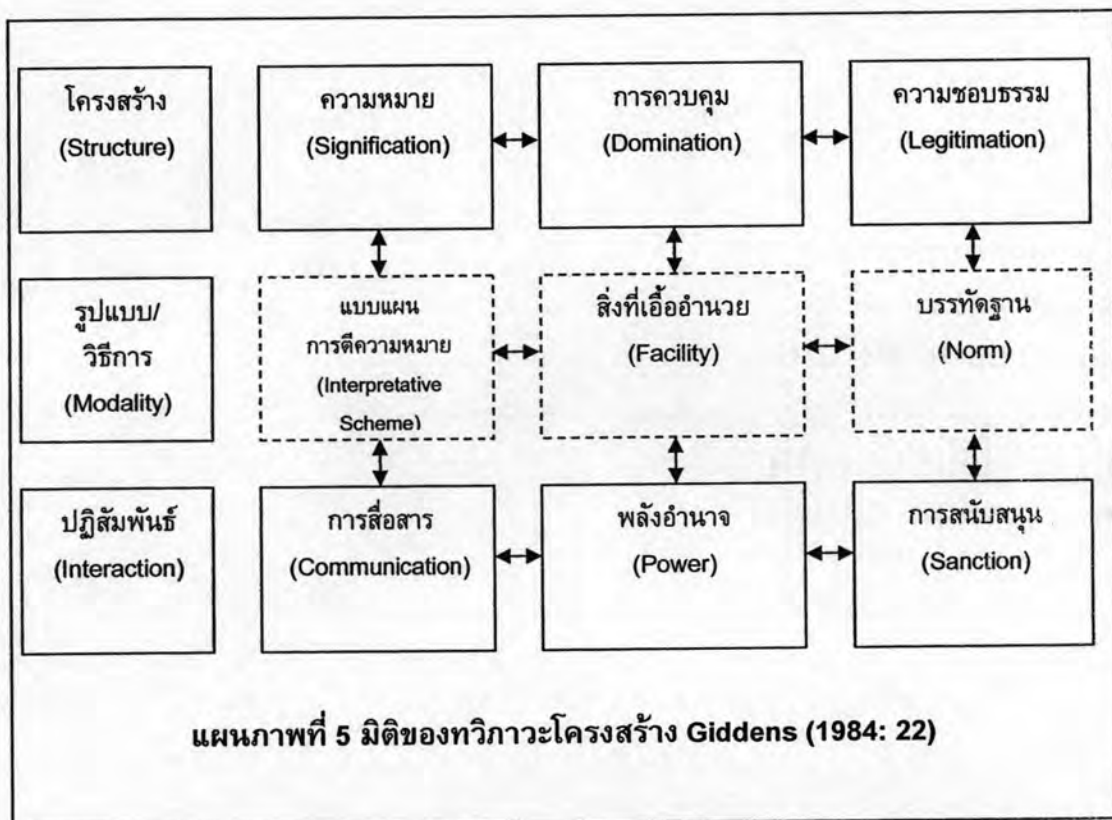 โครงสร้าง
(Structure)
ความหมาย
(Signification)
การควบคุม
(Domination)
ความชอบธรรม
(Legitimation)
รูปแบบ/
วิธีการ
(Modality)
แบบแผน
การตีความหมาย
(Interpretative
Scheme)
สิ่งที่เอื้ออำนวย
(Facility)
บรรทัดฐาน
(Norm)
ปฏิสัมพันธ์
(Interaction)
การสื่อสาร
(Communication)
พลังอำนาจ
(Power)
การสนับสนุน
(Sanction)
แผนภาพที่ 5 มิติของทวิภาวะโครงสร้าง Giddens (1984: 22)